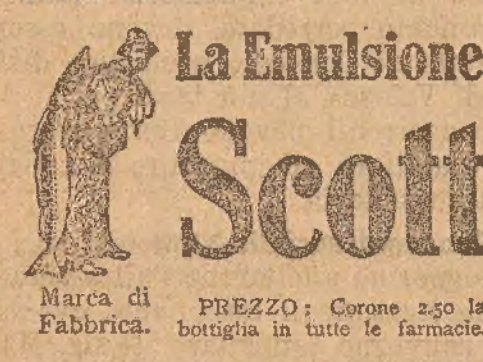 La Emulsione
Scott
Marca di
Fabbrica.
PREZZO: Corone 2.50 la
bottiglia in tutte le farmacie.